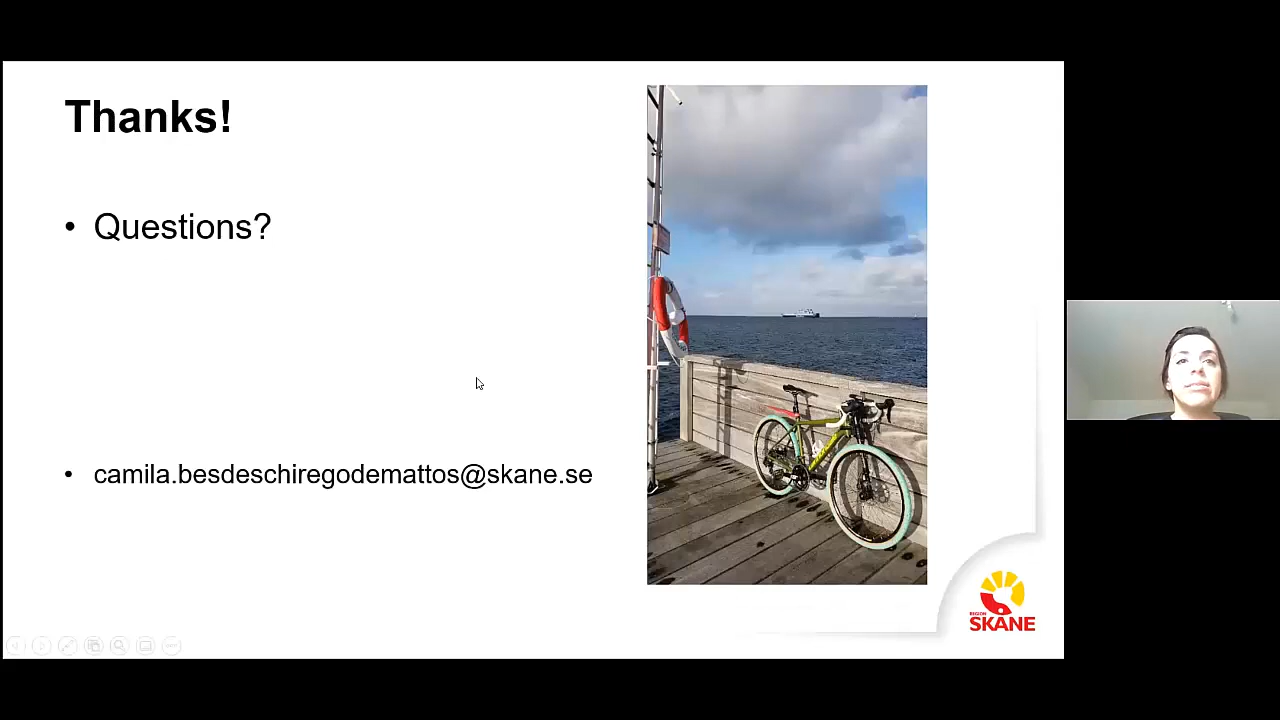 Thanks!
• Questions?
• camila.besdeschiregodemattos@skane.se
REGION
SKÅNE